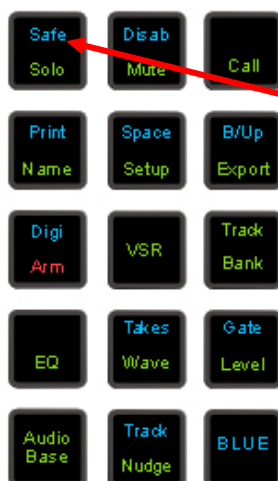 Safe Disab
Solo Mute Call
Print Space B/Up
Name Setup Export
Digi Track
Arm VSR Bank
Takes Gate
EQ Wave Level
Audio Track
Base Nudge BLUE